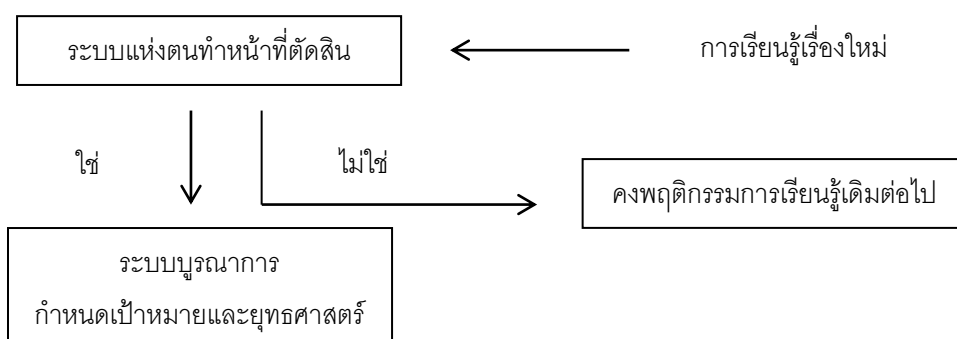 ระบบแห่งตนทำหน้าที่ตัดสิน
การเรียนรู้เรื่องใหม่
ใช่
ไม่ใช่
คงพฤติกรรมการเรียนรู้เดิมต่อไป
ระบบบูรณาการ
กำหนดเป้าหมายและยุทธศาสตร์